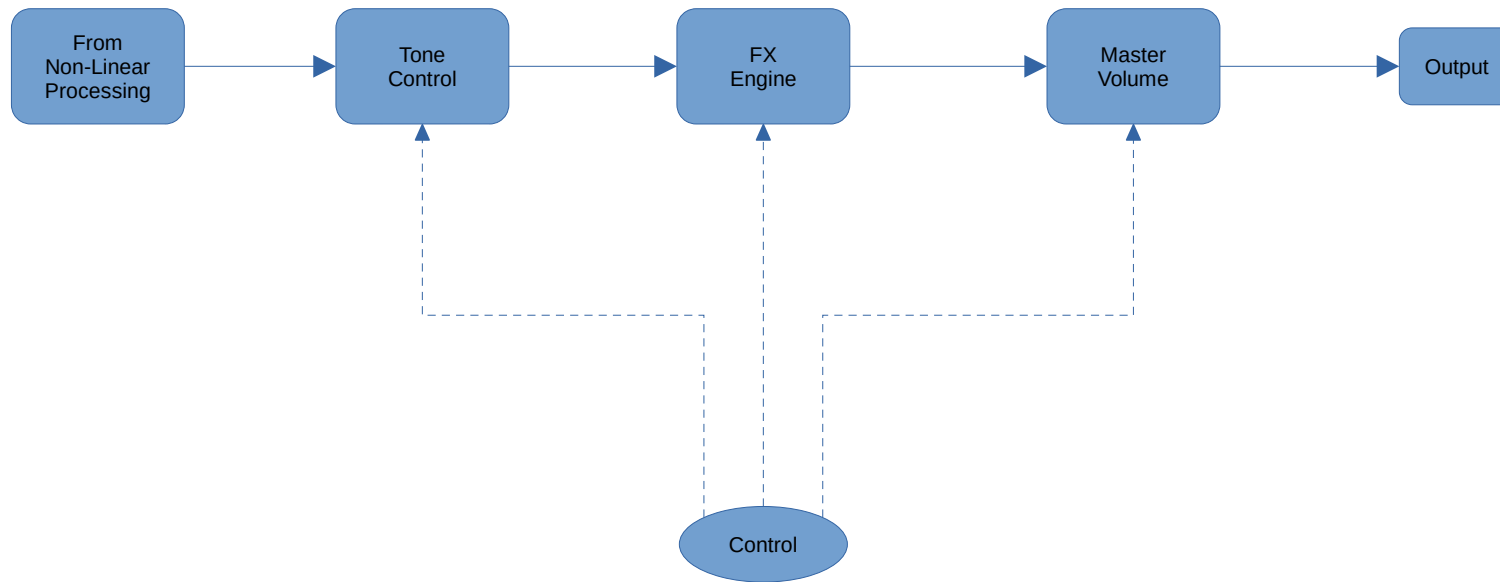 From
Non-Linear
Processing
Tone
Control
FX
Engine
Master
Volume
Output
Control